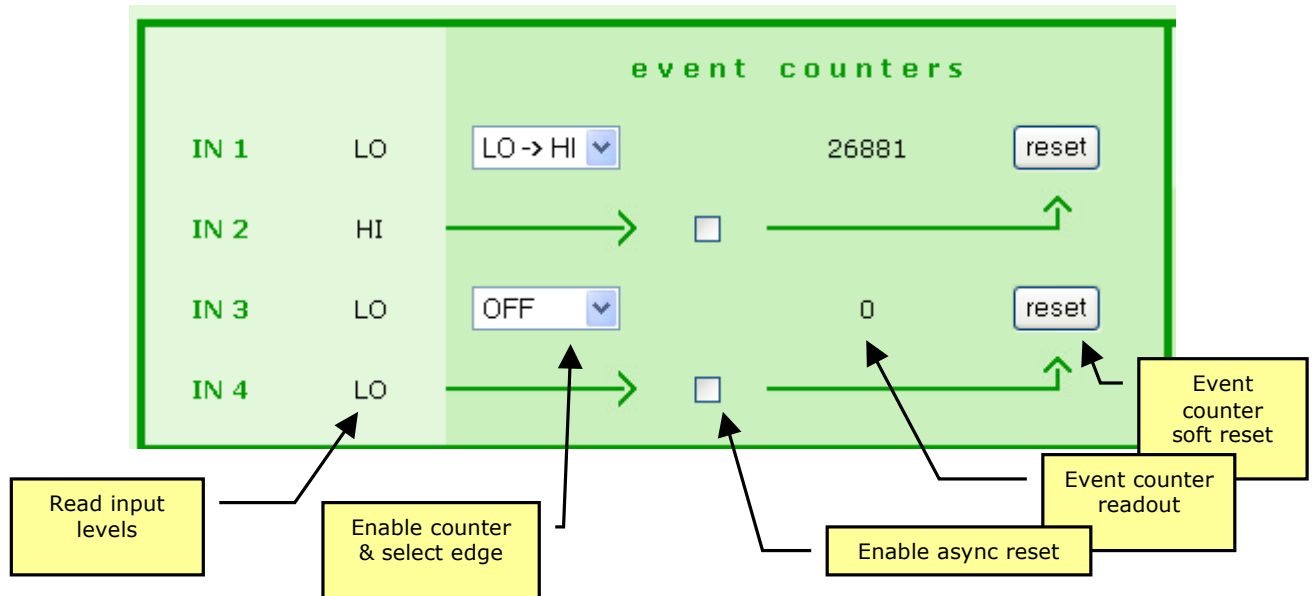 event counters
IN 1 LO LO -> HI 26881 reset
IN 2 HI
IN 3 LO OFF 0 reset
IN 4 LO
Event
counter
soft reset
Event counter
readout
Read input
levels
Enable counter
& select edge
Enable async reset